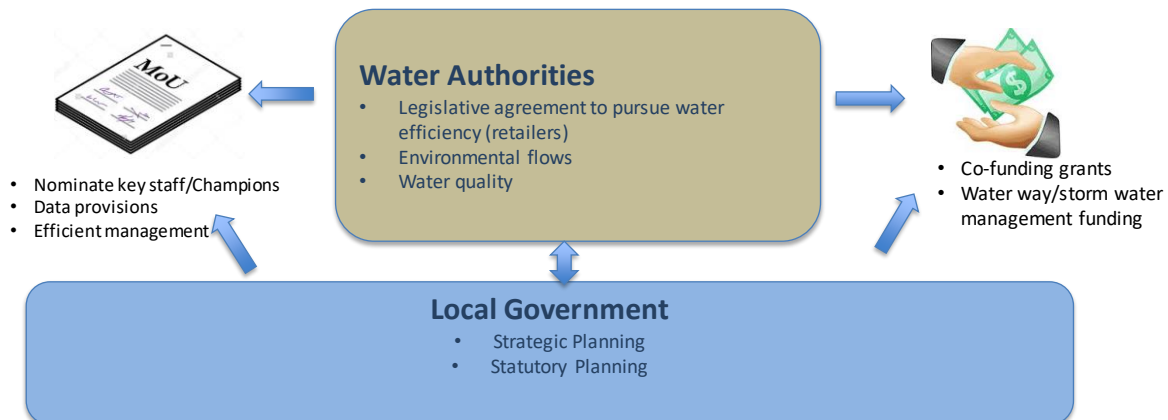 MoU
Water Authorities
• Legislative agreement to pursue water
efficiency (retailers)
• Environmental flows
• Water quality
• Nominate key staff/Champions
• Data provisions
• Efficient management
$
• Co-funding grants
• Water way/storm water
management funding
Local Government
• Strategic Planning
• Statutory Planning